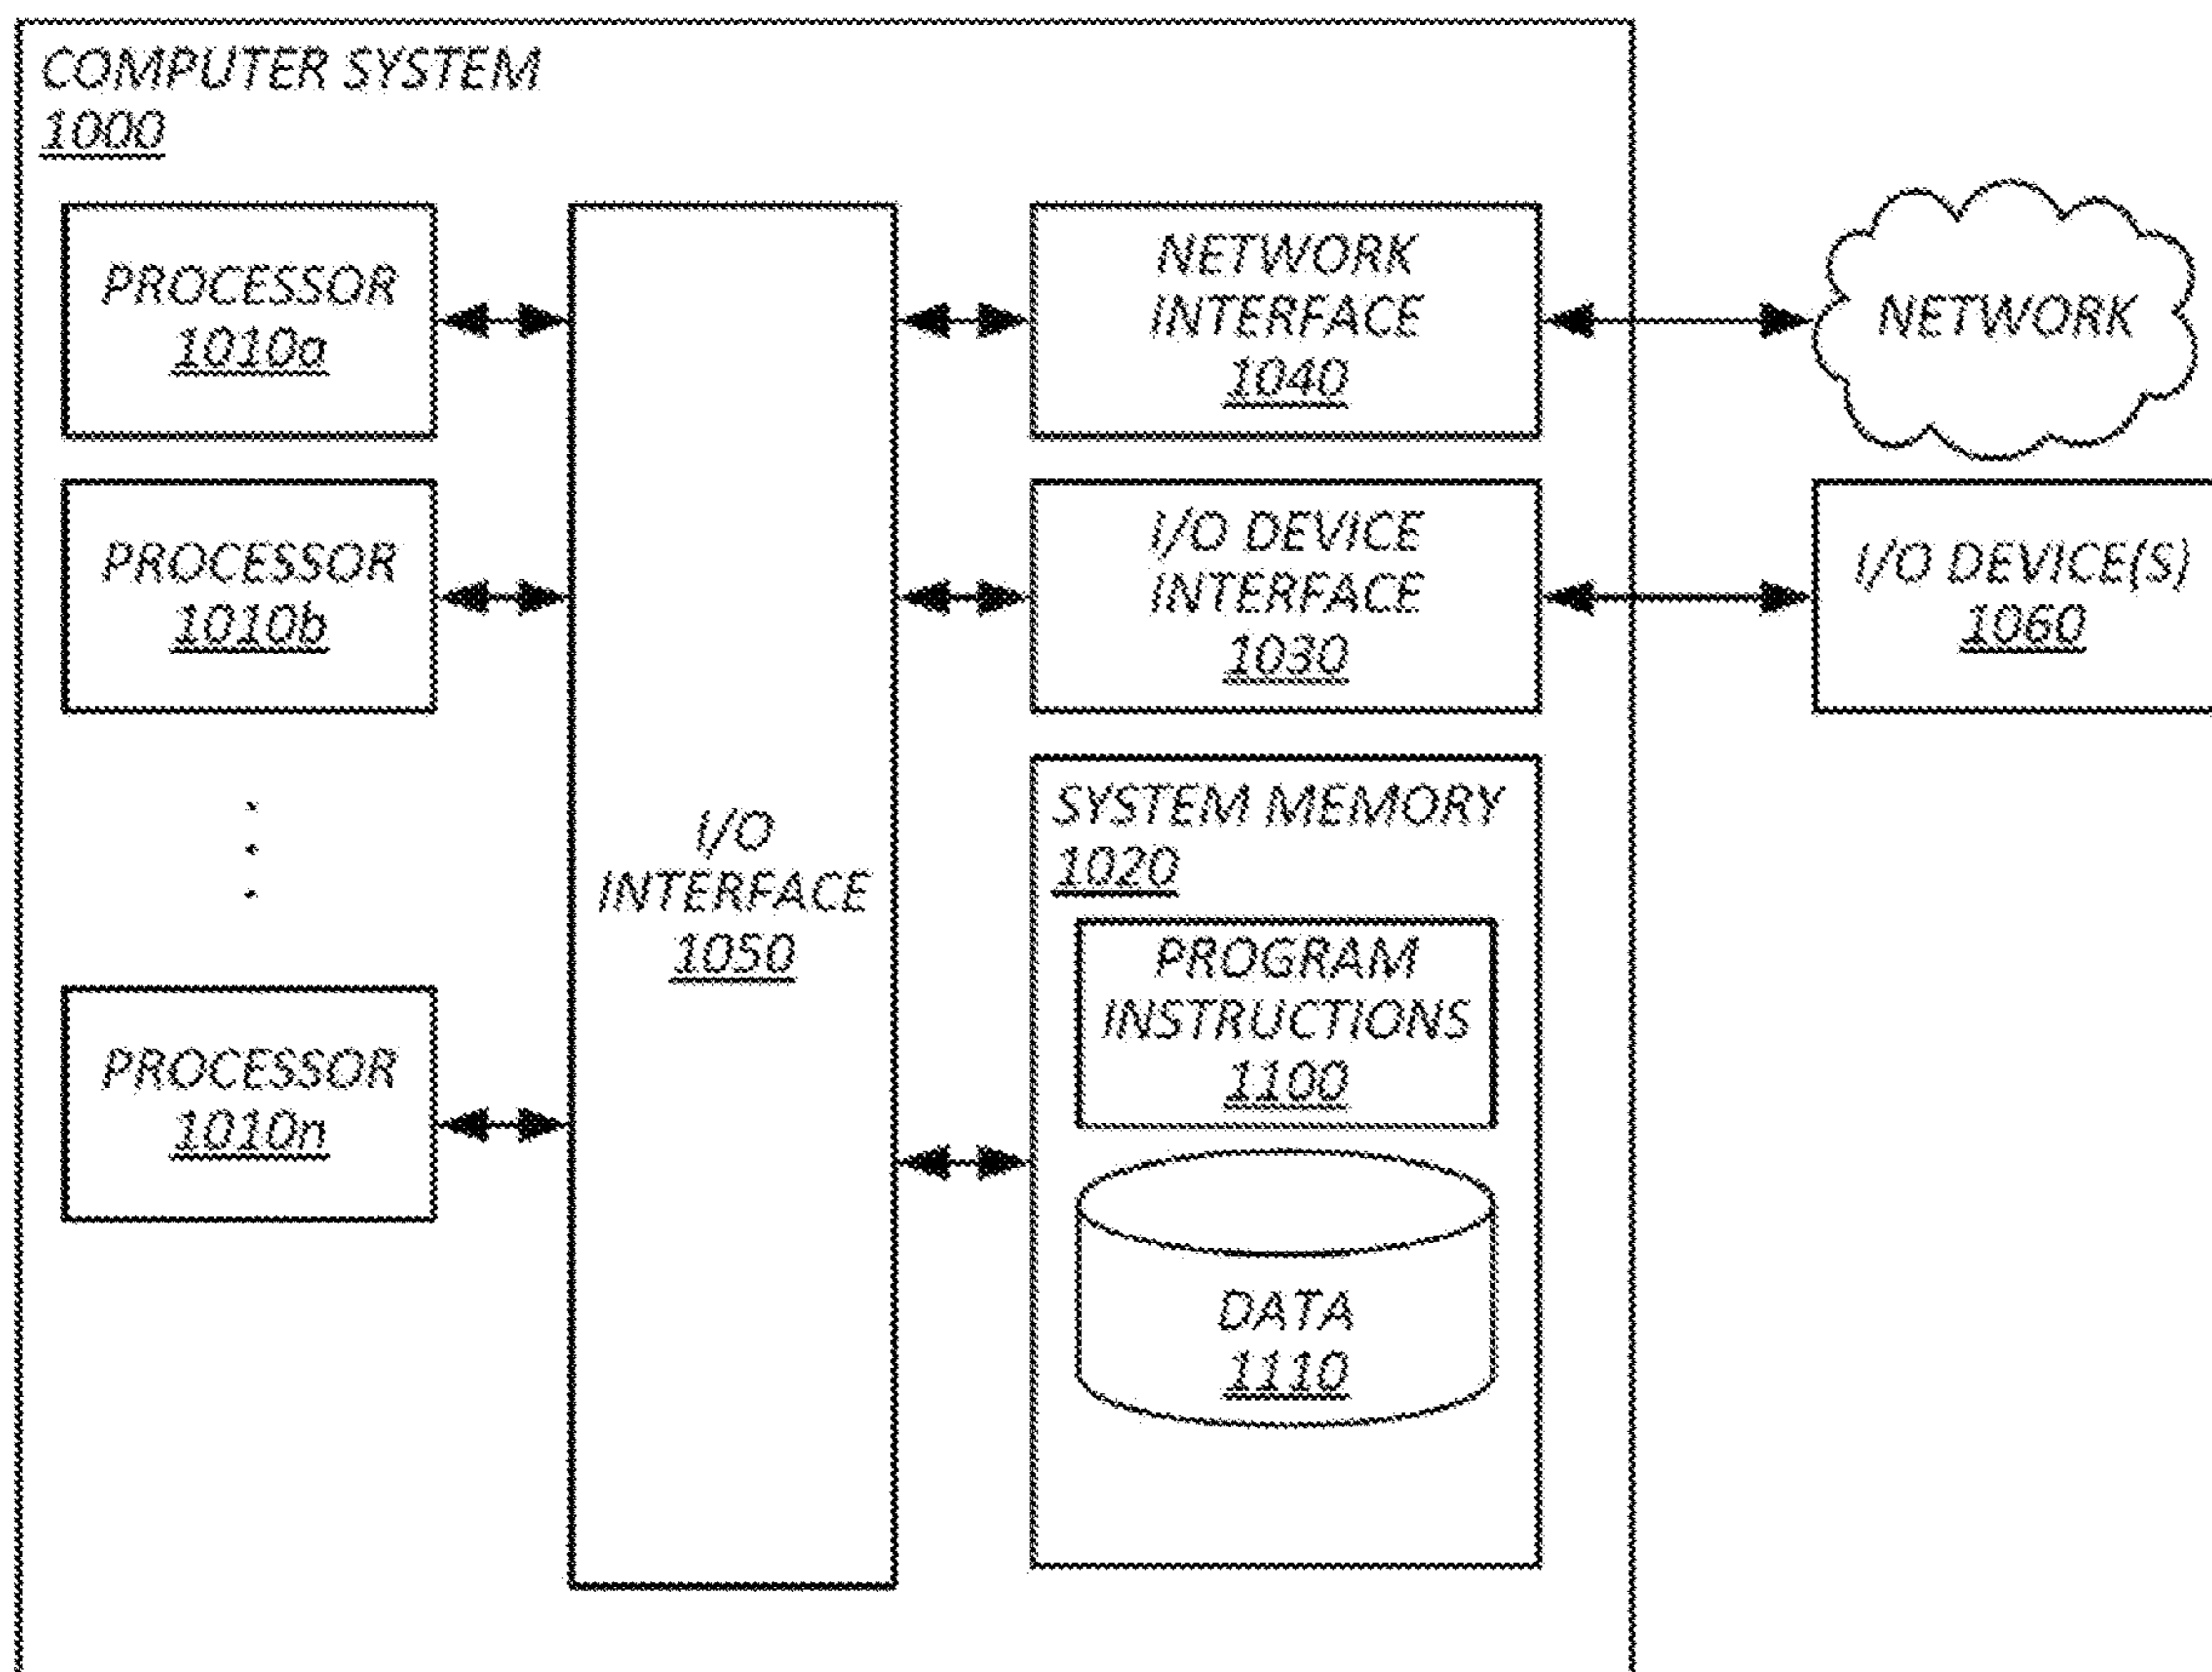 COMPUTER SYSTEM
1000
PROCESSOR
1010a
PROCESSOR
1010b
PROCESSOR
1010n
I/O
INTERFACE
1050
NETWORK
INTERFACE
1040
I/O DEVICE
INTERFACE
1030
SYSTEM MEMORY
1020
PROGRAM
INSTRUCTIONS
1100
DATA
1110
NETWORK
I/O DEVICE(S)
1060